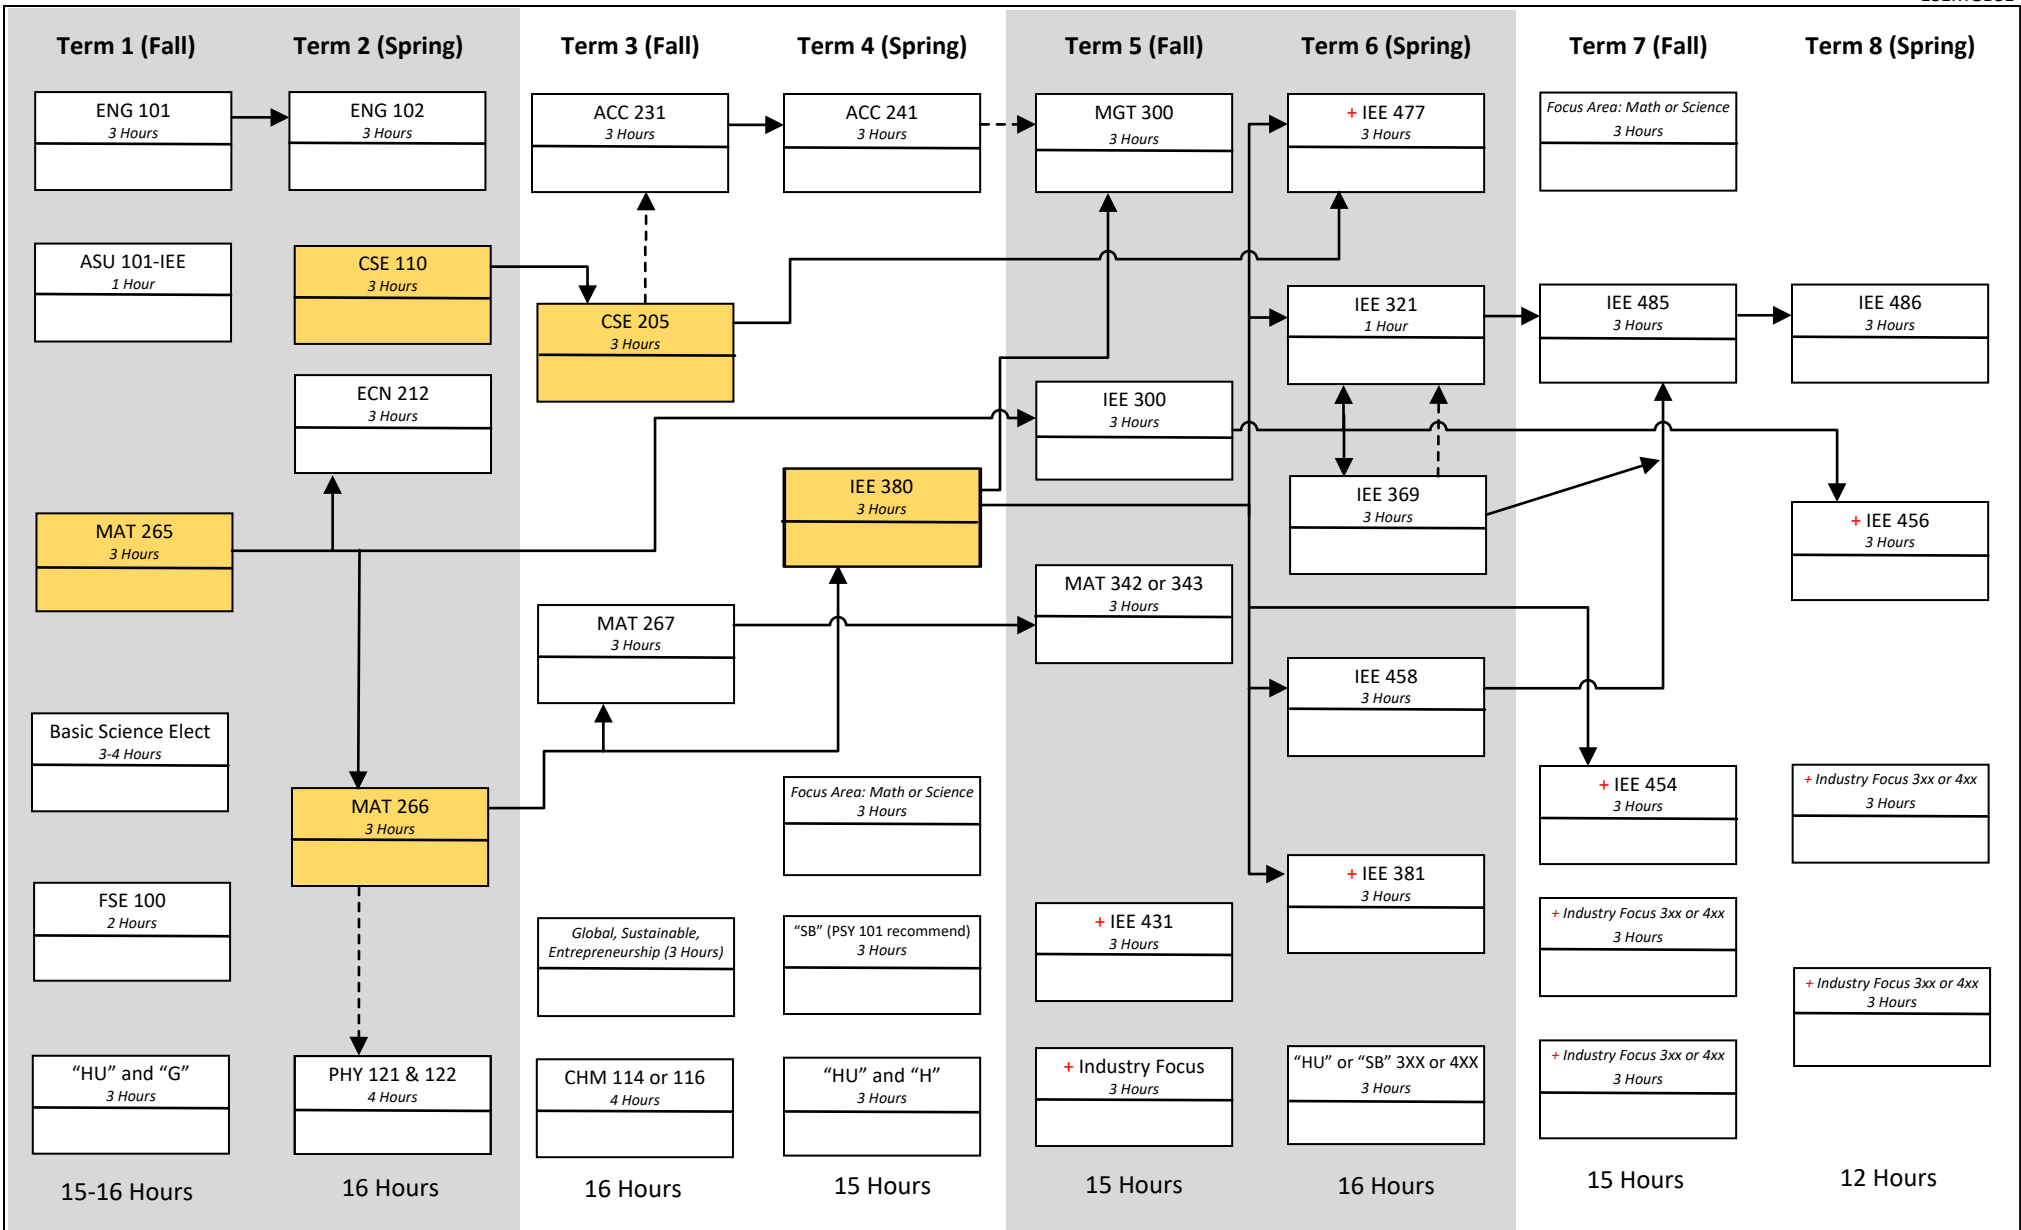 Term 1 (Fall)
Term 2 (Spring)
Term 3 (Fall)
Term 4 (Spring)
Term 5 (Fall)
Term 6 (Spring)
Term 7 (Fall)
Term 8 (Spring)
ENG 101
3 Hours
ASU 101-IEE
1 Hour
MAT 265
3 Hours
Basic Science Elect
3-4 Hours
FSE 100
2 Hours
“HU” and “G”
3 Hours
15-16 Hours
ENG 102
3 Hours
CSE 110
3 Hours
ECN 212
3 Hours
MAT 266
3 Hours
PHY 121 & 122
4 Hours
16 Hours
ACC 231
3 Hours
CSE 205
3 Hours
MAT 267
3 Hours
Global, Sustainable,
Entrepreneurship (3 Hours)
CHM 114 or 116
4 Hours
16 Hours
ACC 241
3 Hours
IEE 380
3 Hours
Focus Area: Math or Science
3 Hours
“SB” (PSY 101 recommend)
3 Hours
“HU” and “H”
3 Hours
15 Hours
MGT 300
3 Hours
IEE 300
3 Hours
MAT 342 or 343
3 Hours
+ IEE 431
3 Hours
+ Industry Focus
3 Hours
15 Hours
+ IEE 477
3 Hours
IEE 321
1 Hour
IEE 369
3 Hours
IEE 458
3 Hours
+ IEE 381
3 Hours
“HU” or “SB” 3XX or 4XX
3 Hours
16 Hours
Focus Area: Math or Science
3 Hours
IEE 485
3 Hours
+ IEE 454
3 Hours
+ Industry Focus 3xx or 4xx
3 Hours
+ Industry Focus 3xx or 4xx
3 Hours
15 Hours
IEE 486
3 Hours
+ IEE 456
3 Hours
+ Industry Focus 3xx or 4xx
3 Hours
+ Industry Focus 3xx or 4xx
3 Hours
12 Hours